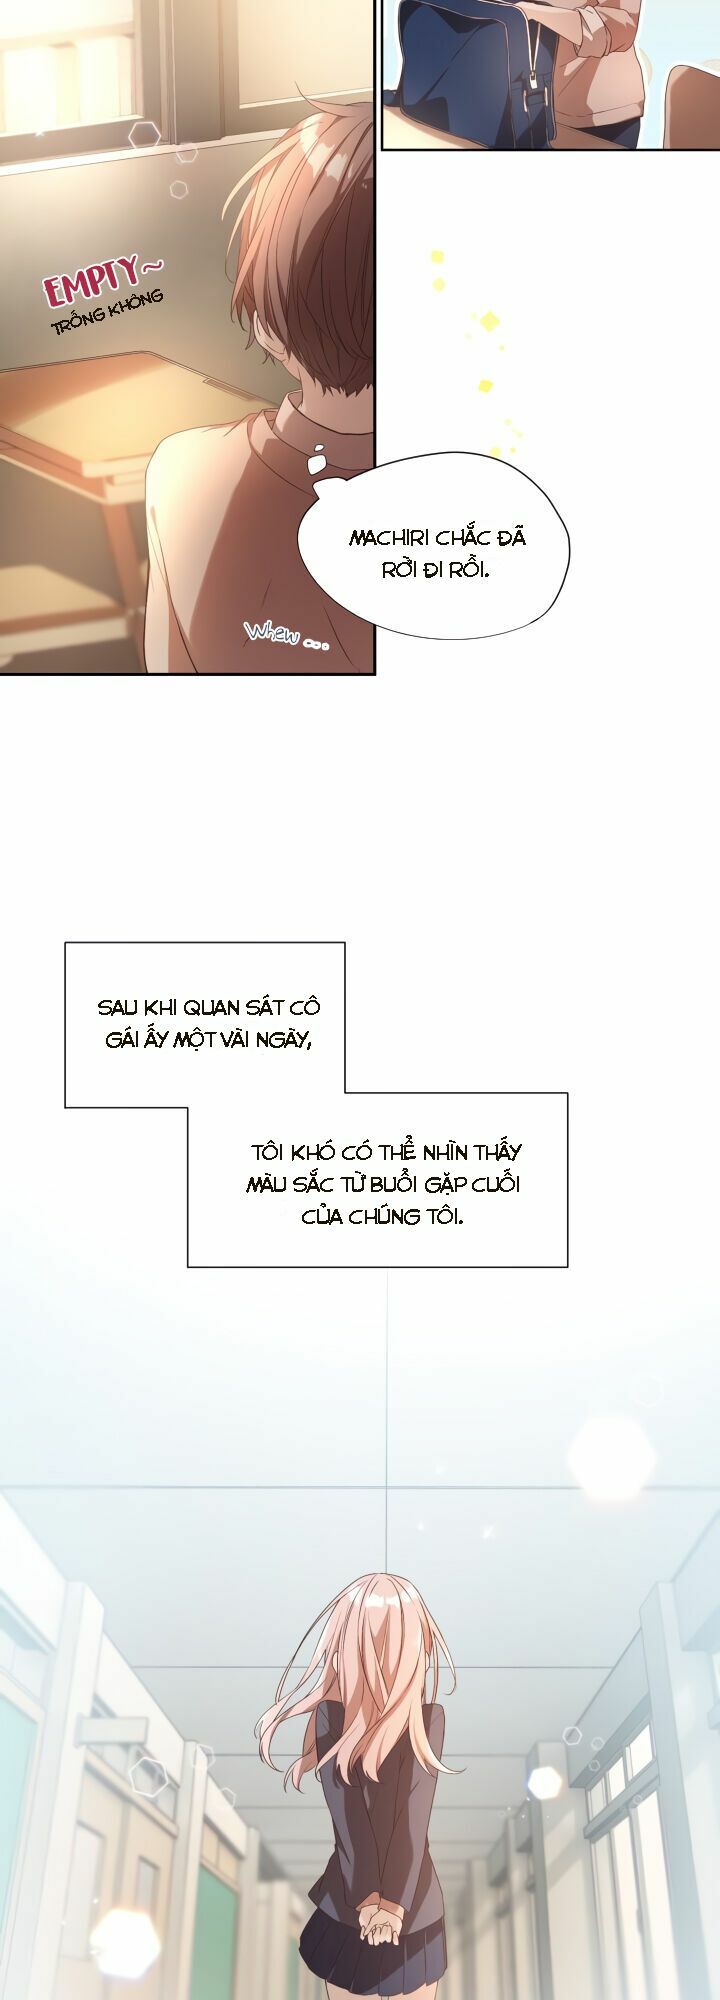 EMPTY~
TRỐNG KHÔNG
MACHIRI CHẮC ĐÃ
RỜI ĐI RỒI.
Whew ...
SAU KHI QUAN SÁT CÔ
GÁI ẤY MỘT VÀI NGÀY,
TÔI KHÓ CÓ THỂ NHÌN THẤY
MÀU SẮC TỪ BUỔI GẶP CUỐI
CỦA CHÚNG TÔI.